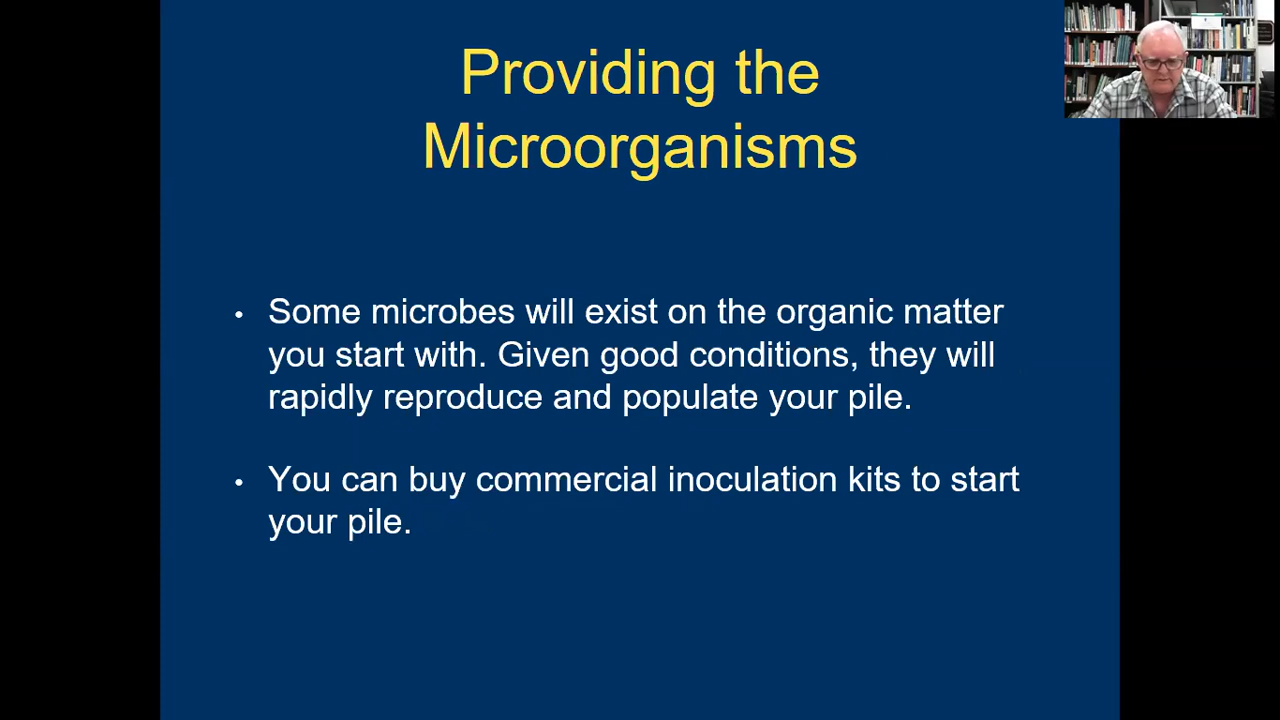 Providing the
Microorganisms
• Some microbes will exist on the organic matter
you start with. Given good conditions, they will
rapidly reproduce and populate your pile.
• You can buy commercial inoculation kits to start
your pile.